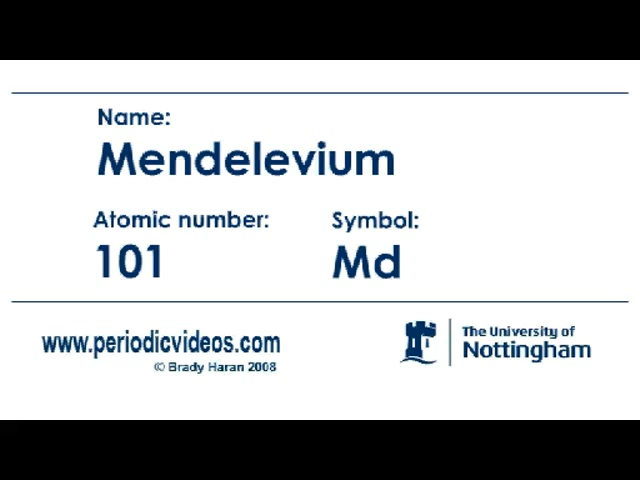 Name:
Mendelevium
Atomic number: Symbol:
101 Md
www.periodicvideos.com
© Brady Haran 2008
The University of
Nottingham